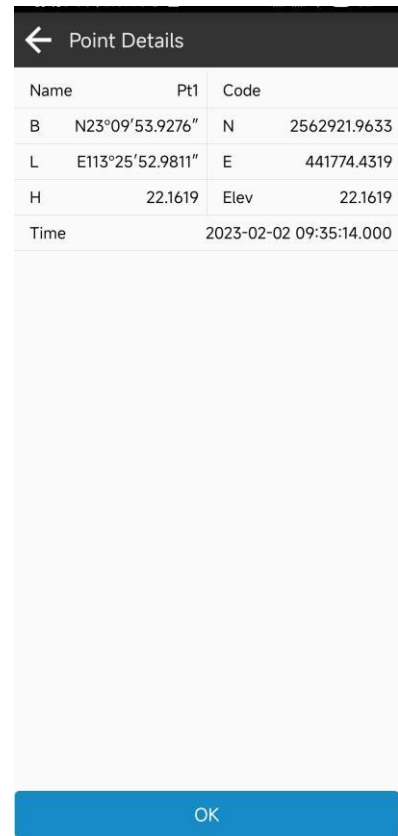 Point Details
Name Pt1 Code
B N23°09′53.9276″ N 2562921.9633
L E113°25′52.9811″ E 441774.4319
H 22.1619 Elev 22.1619
Time 2023-02-02 09:35:14.000
OK